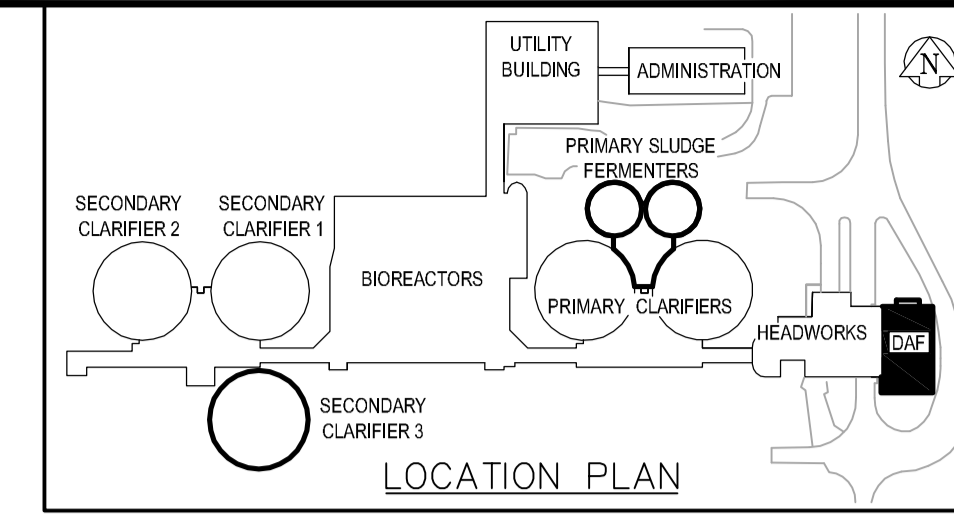 UTILITY
BUILDING
ADMINISTRATION
N
PRIMARY SLUDGE
FERMENTERS
SECONDARY
CLARIFIER 2
SECONDARY
CLARIFIER 1
BIOREACTORS
PRIMARY CLARIFIERS
HEADWORKS
DAF
SECONDARY
CLARIFIER 3
LOCATION PLAN